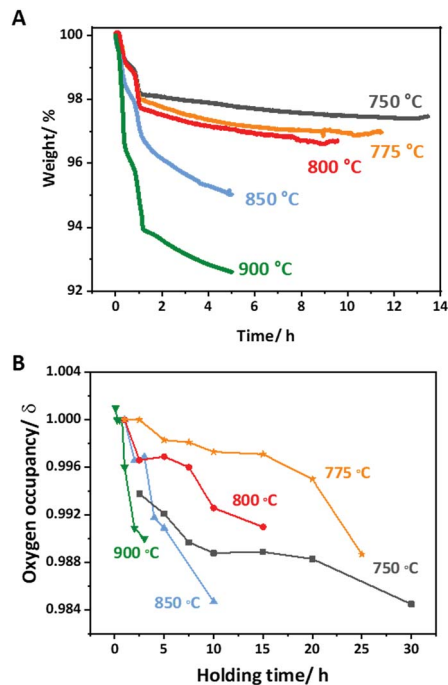 A
100
98
96
94
92
Weight/ %
750 °C
775 °C
800 °C
850 °C
900 °C
0 2 4 6 8 10 12 14
Time/ h
B
1.004
1.000
0.996
0.992
0.988
0.984
Oxygen occupancy/ δ
775 °C
800 °C
900 °C
750 °C
850 °C
0 5 10 15 20 25 30
Holding time/ h